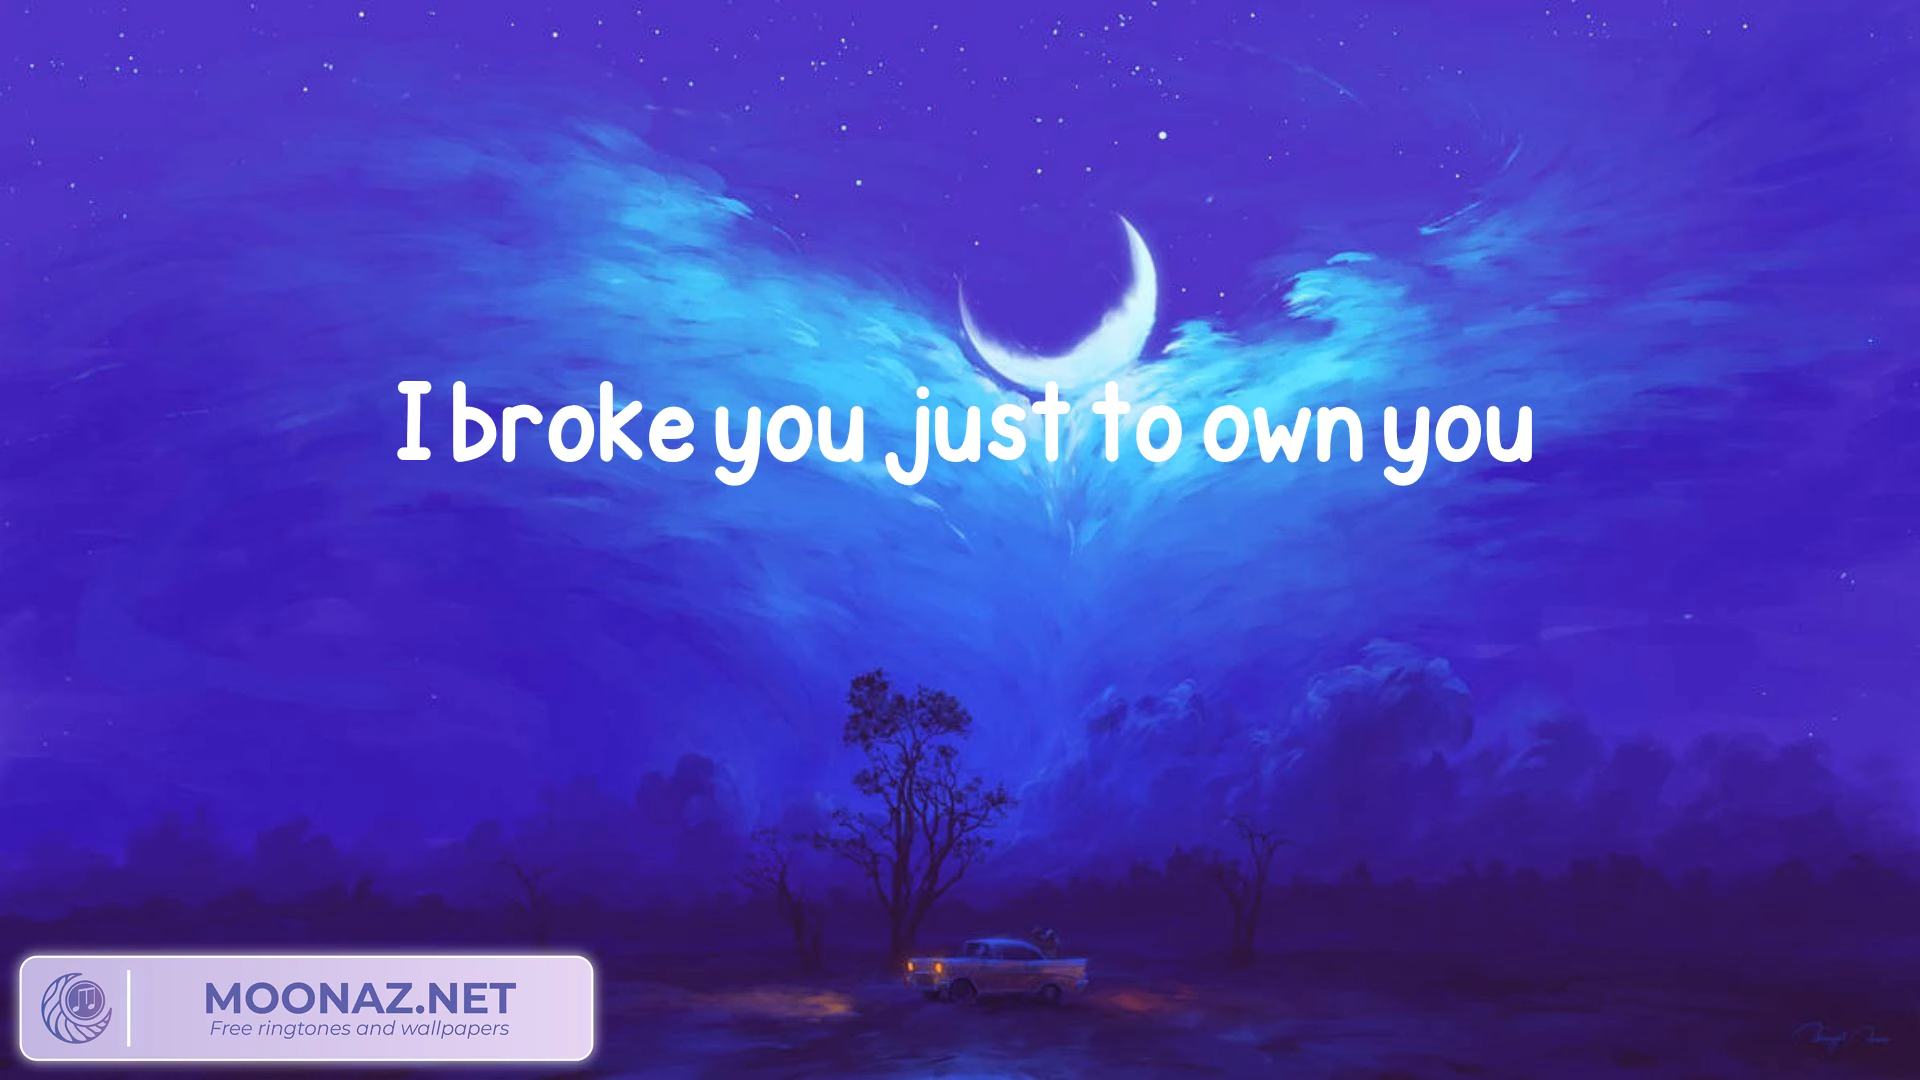 I broke you just to own you
MOONAZ.NET
Free ringtones and wallpapers